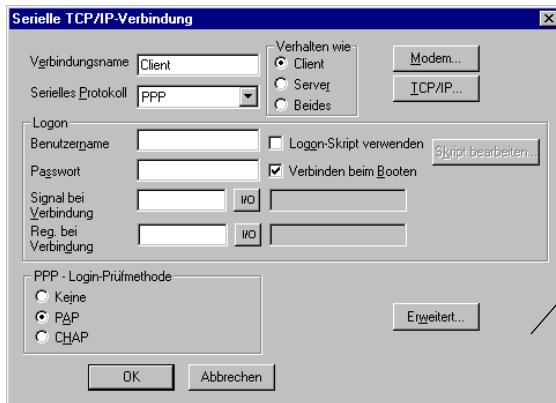 Serielle TCP/IP-Verbindung
Verbindungsname Client
Serielles Protokoll PPP
Verhalten wie
Client
Server
Beides
Modem...
TCP/IP...
Logon
Benutzername
Logon-Skript verwenden
Skript bearbeiten...
Passwort
Verbinden beim Booten
Signal bei
Verbindung
I/O
Reg. bei
Verbindung
I/O
PPP - Login-Prüfmethode
Keine
PAP
CHAP
Erweitert...
OK Abbrechen